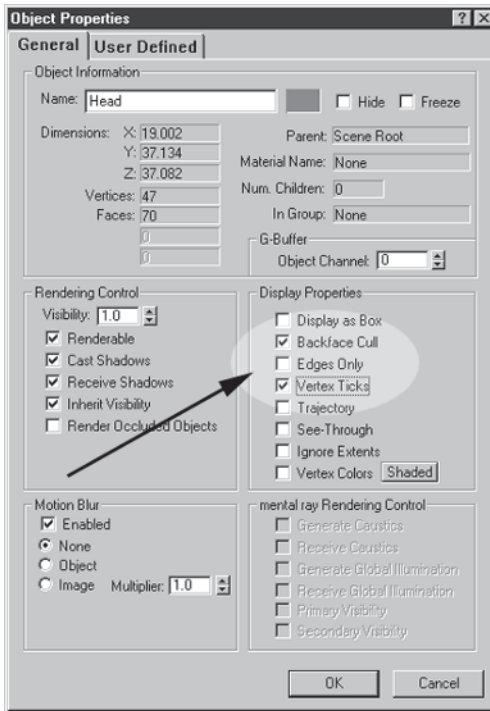 Object Properties
General User Defined
Object Information
Name: Head Hide Freeze
Dimensions: X: 19.002 Parent: Scene Root
Y: 37.134
Z: 37.082 Material Name: None
Vertices: 47 Num. Children: 0
Faces: 70 In Group: None
0 G-Buffer
0 Object Channel: 0
Rendering Control
Visibility: 1.0
Renderable
Cast Shadows
Receive Shadows
Inherit Visibility
Render Occluded Objects
Display Properties
Display as Box
Backface Cull
Edges Only
Vertex Ticks
Trajectory
See-Through
Ignore Extents
Vertex Colors Shaded
Motion Blur
Enabled
None
Object
Image Multiplier: 1.0
mental ray Rendering Control
Generate Caustics
Receive Caustics
Generate Global Illumination
Receive Global Illumination
Primary Visibility
Secondary Visibility
OK Cancel